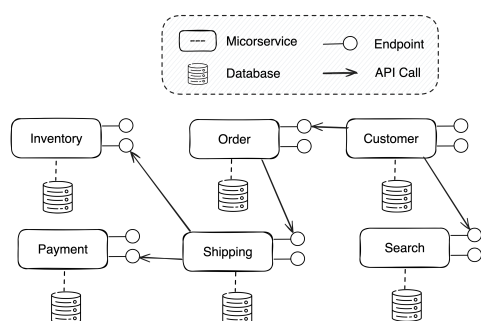 Micorservice
Endpoint
Database
API Call
Inventory
Order
Customer
Payment
Shipping
Search